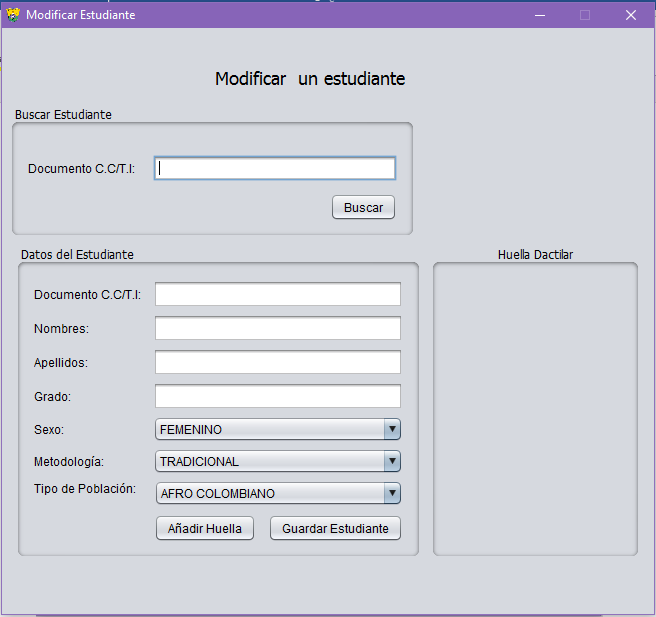 Modificar Estudiante
Modificar un estudiante
Buscar Estudiante
Documento C.C/T.I:
Buscar
Datos del Estudiante
Huella Dactilar
Documento C.C/T.I:
Nombres:
Apellidos:
Grado:
Sexo: FEMENINO
Metodología: TRADICIONAL
Tipo de Población: AFRO COLOMBIANO
Añadir Huella Guardar Estudiante